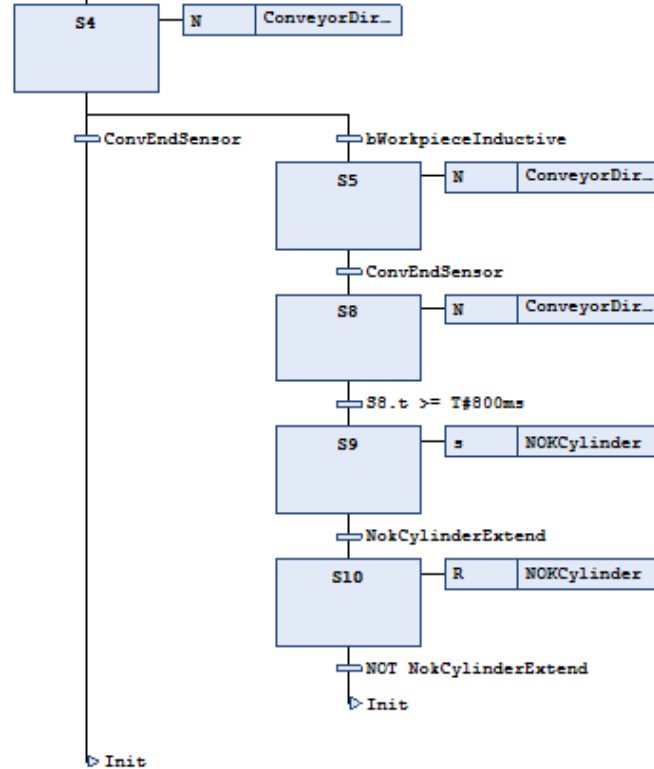 S4 N ConveyorDir…
ConvEndSensor bWorkpieceInductive
S5 N ConveyorDir…
ConvEndSensor
S8 N ConveyorDir…
S8.t >= T#800ms
S9 s NOKCylinder
NokCylinderExtend
S10 R NOKCylinder
NOT NokCylinderExtend
Init
Init